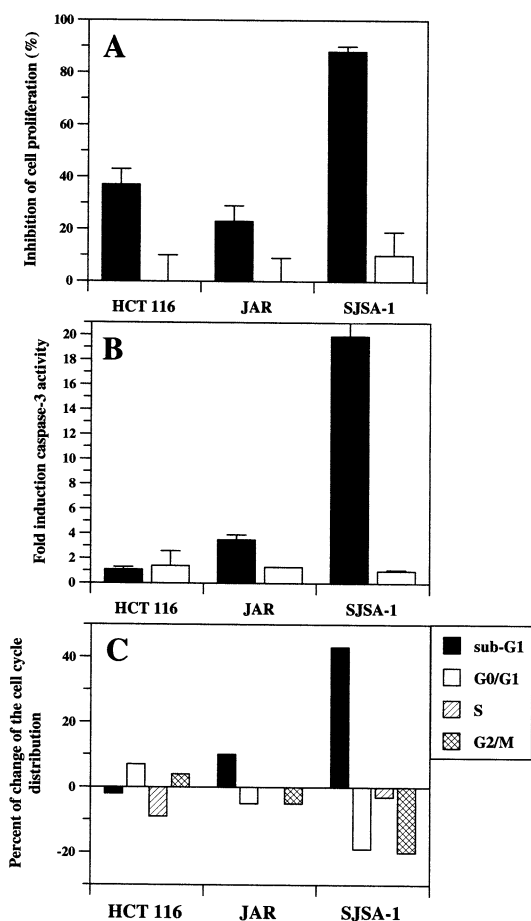 A
Inhibition of cell proliferation (%)
100
80
60
40
20
0
HCT 116 JAR SJSA-1
B
Fold induction caspase-3 activity
20
18
16
14
12
10
8
6
4
2
0
HCT 116 JAR SJSA-1
C
Percent of change of the cell cycle
distribution
40
20
0
-20
HCT 116 JAR SJSA-1
sub-G1
G0/G1
S
G2/M